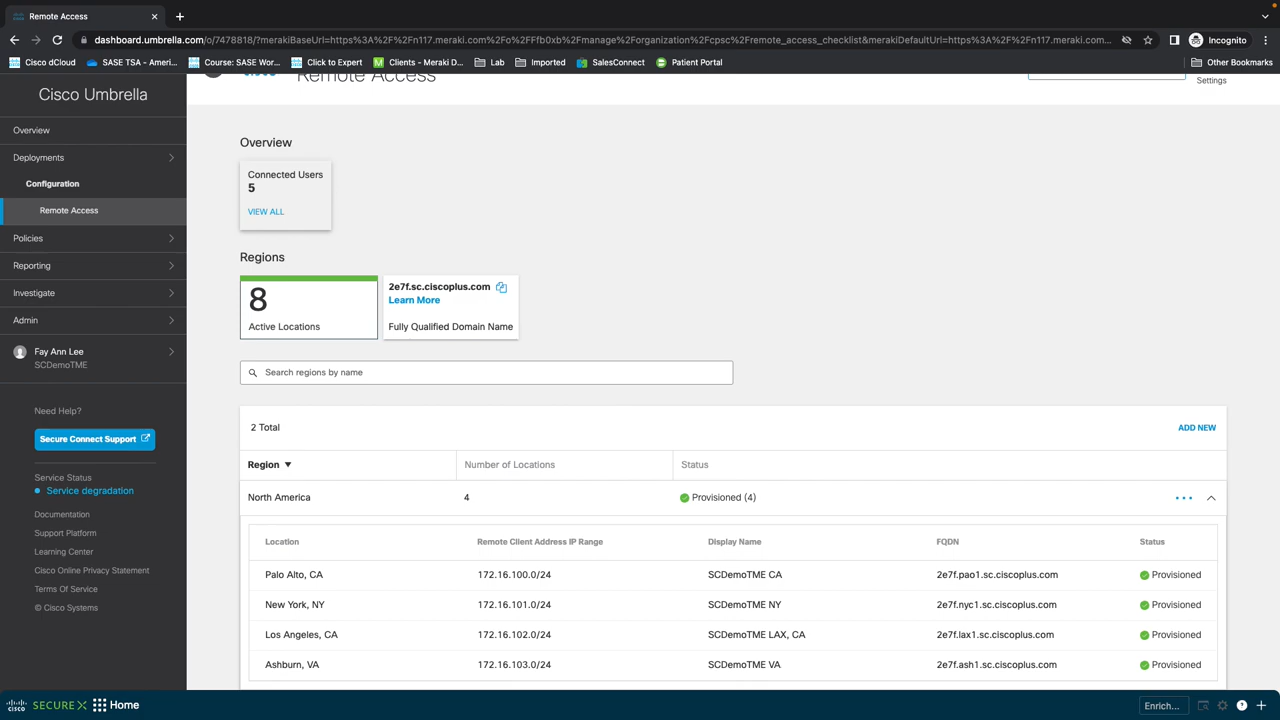 Remote Access
dashboard.umbrella.com/o/7478818/?merakiBaseUrl=https%3A%2F%2Fn117.meraki.com%2Fo%2FFfb0xb%2Fmanage%2Forganization%2Fcpsc%2Fremote_access_checklist&merakiDefaultUrl=https%3A%2F%2Fn117.meraki.com...
Incognito
Cisco dCloud
SASE TSA - Ameri...
Course: SASE Wor...
Click to Expert
Clients - Meraki D...
Lab
Imported
SalesConnect
Patient Portal
Other Bookmarks
Cisco Umbrella
Overview
Deployments
Configuration
Remote Access
Policies
Reporting
Investigate
Admin
Fay Ann Lee
SCDemoTME
Need Help?
Secure Connect Support
Service Status
Service degradation
Documentation
Support Platform
Learning Center
Cisco Online Privacy Statement
Terms Of Service
© Cisco Systems
Remote Access
Settings
Overview
Connected Users
5
VIEW ALL
Regions
8
Active Locations
2e7f.sc.ciscoplus.com
Learn More
Fully Qualified Domain Name
Search regions by name
2 Total
ADD NEW
Region Number of Locations Status
North America 4 Provisioned (4)
Location Remote Client Address IP Range Display Name FQDN Status
Palo Alto, CA 172.16.100.0/24 SCDemoTME CA 2e7f.pao1.sc.ciscoplus.com Provisioned
New York, NY 172.16.101.0/24 SCDemoTME NY 2e7f.nyc1.sc.ciscoplus.com Provisioned
Los Angeles, CA 172.16.102.0/24 SCDemoTME LAX, CA 2e7f.lax1.sc.ciscoplus.com Provisioned
Ashburn, VA 172.16.103.0/24 SCDemoTME VA 2e7f.ash1.sc.ciscoplus.com Provisioned
cisco SECURE X Home
Enrich...